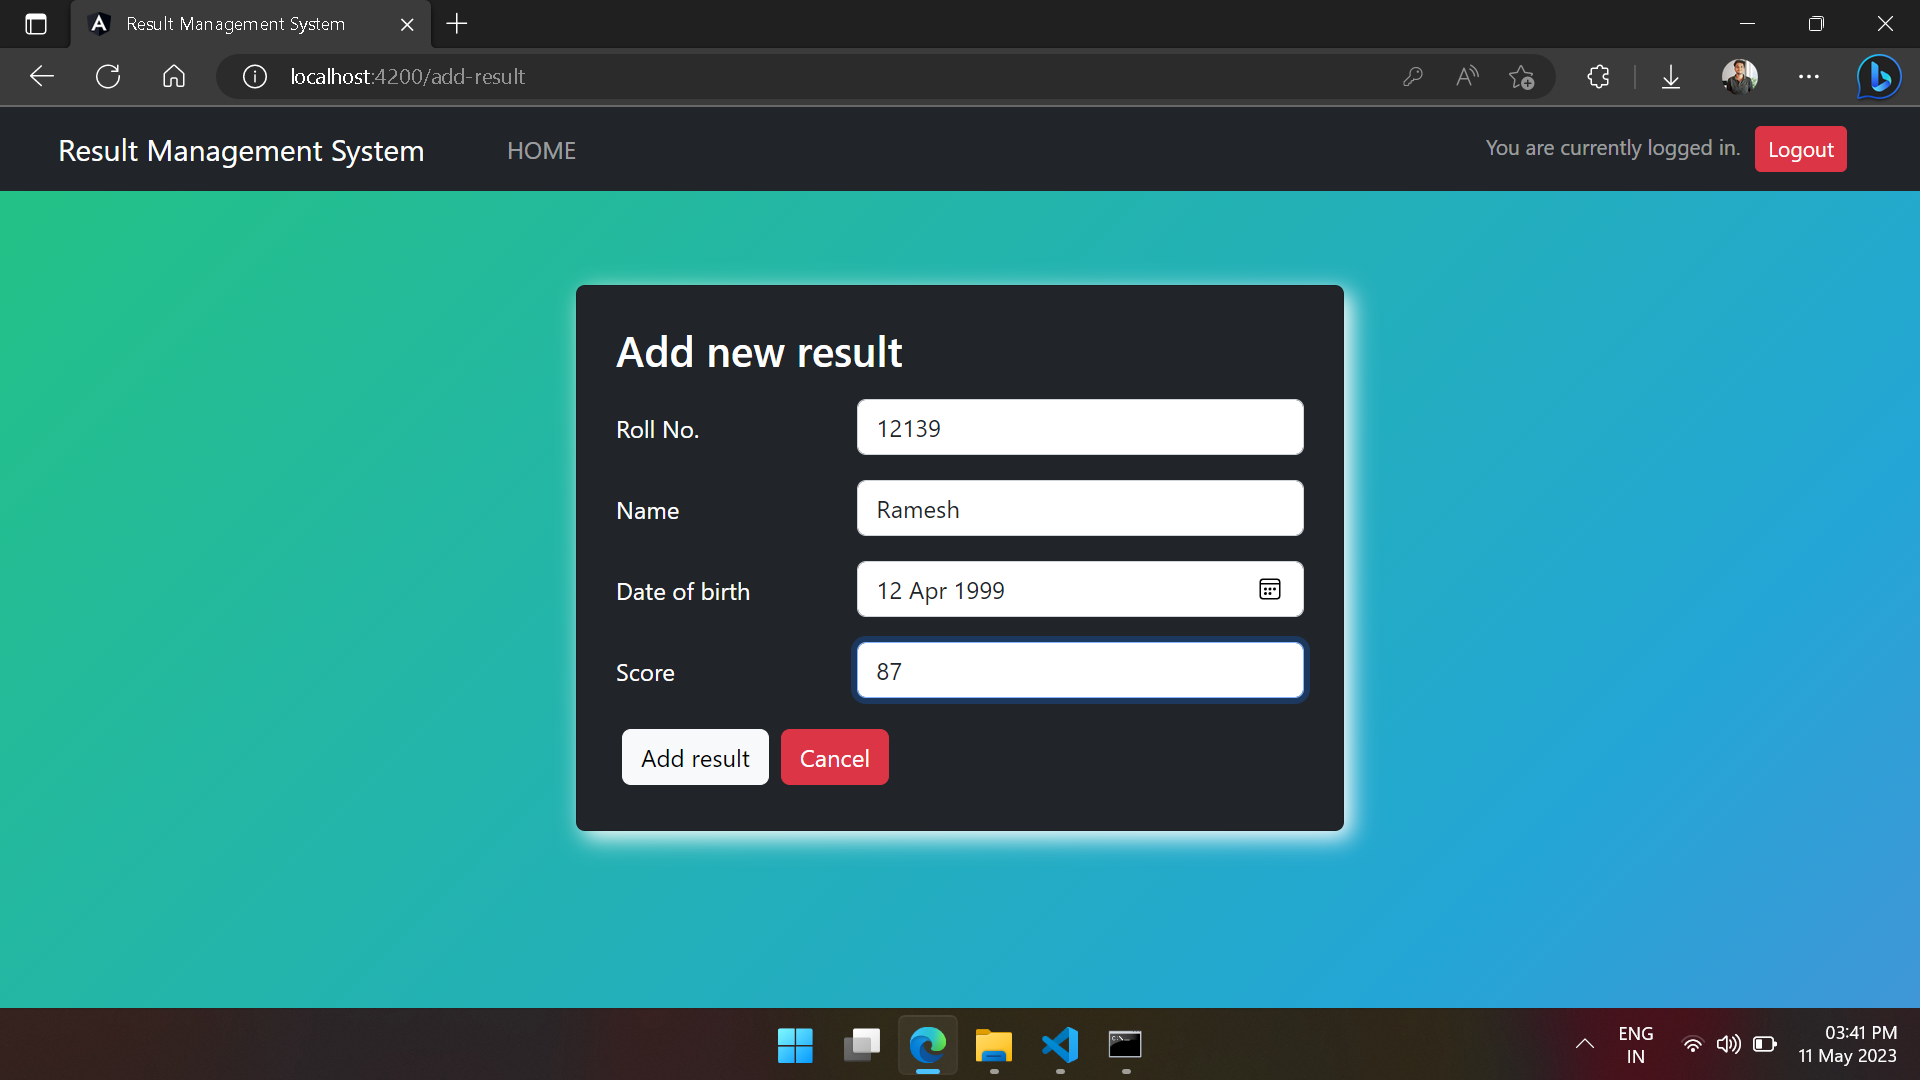 Result Management System
localhost:4200/add-result
Result Management System HOME You are currently logged in. Logout
Add new result
Roll No. 12139
Name Ramesh
Date of birth 12 Apr 1999
Score 87
Add result Cancel
ENG
IN
03:41 PM
11 May 2023